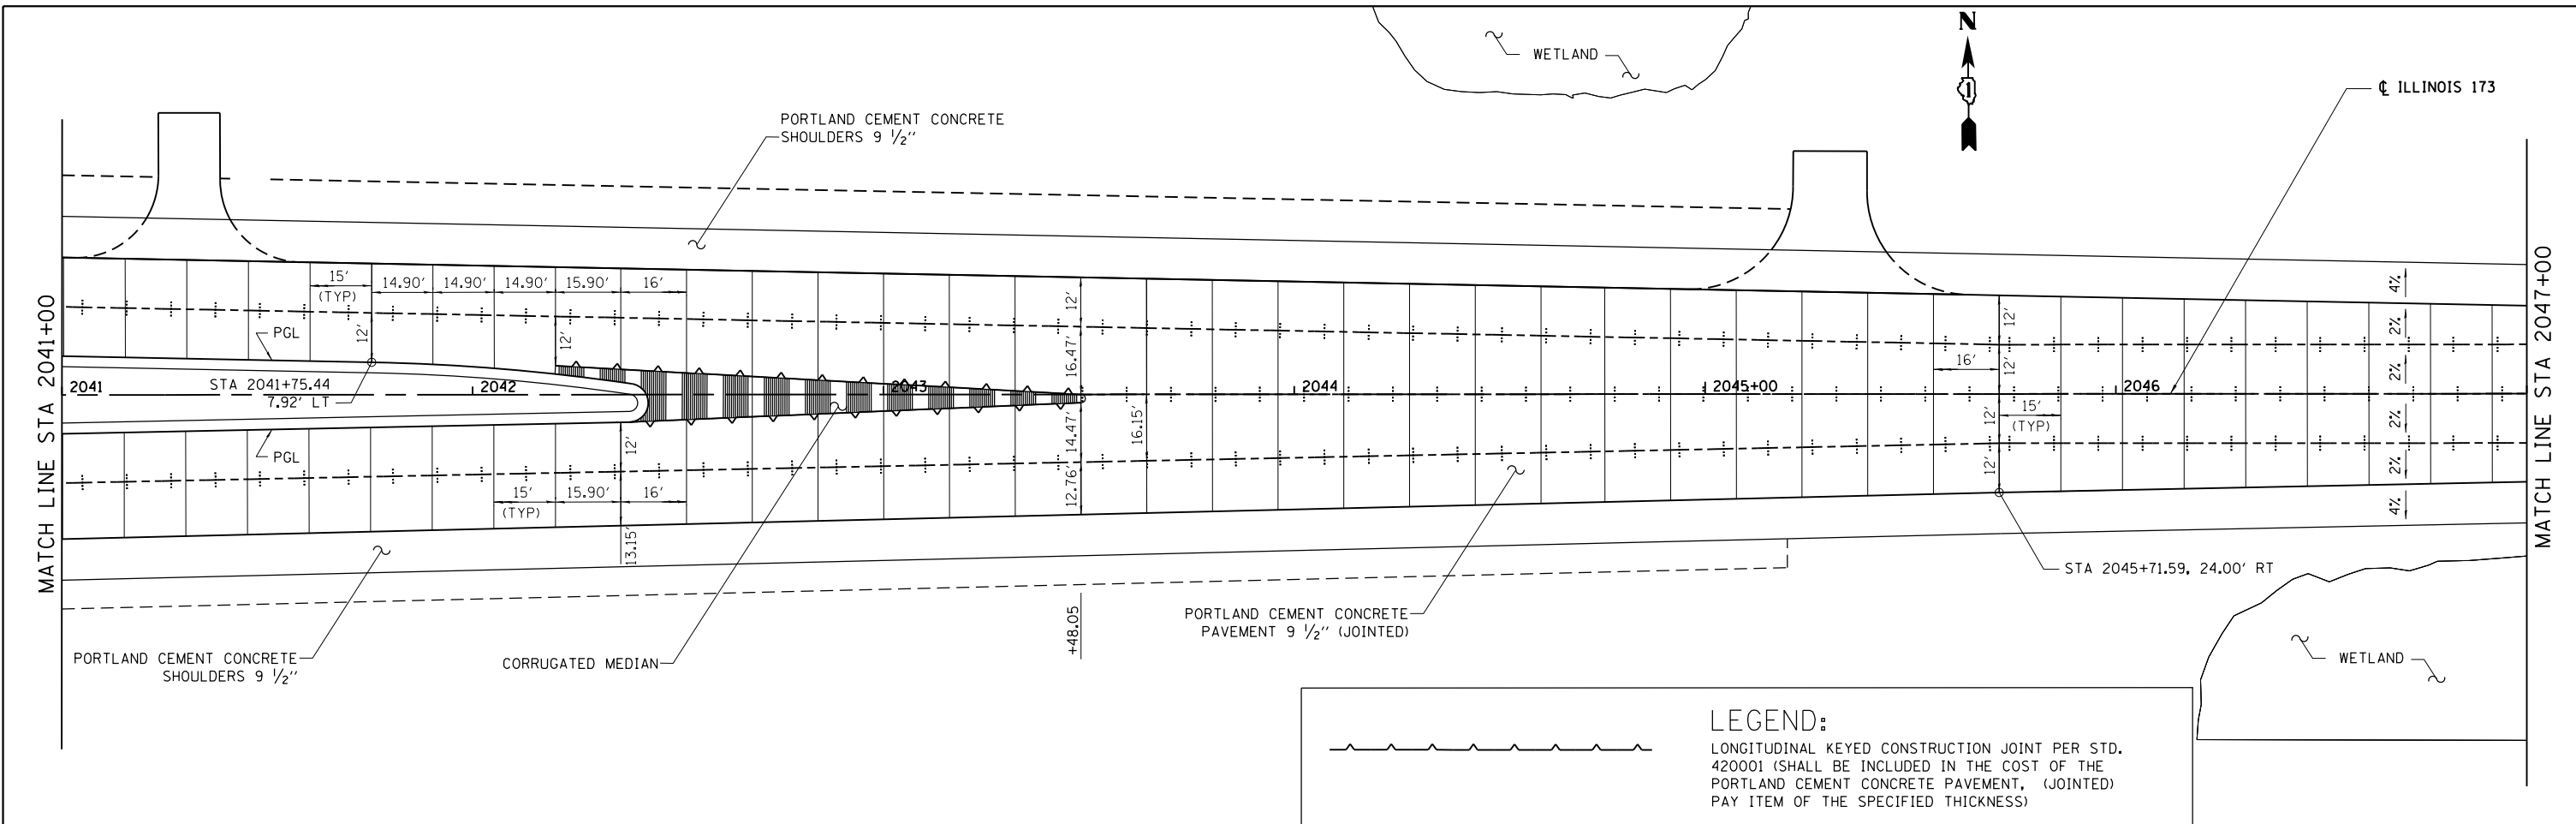 WETLAND
N
1
℄ ILLINOIS 173
PORTLAND CEMENT CONCRETE
SHOULDERS 9 1/2''
MATCH LINE STA 2041+00
MATCH LINE STA 2047+00
15'
(TYP)
14.90'
14.90'
14.90'
15.90'
16'
12'
12'
12'
16.47'
14.47'
12.76'
16.15'
PGL
STA 2041+75.44
7.92' LT
2041
2042
2043
2044
2045+00
2046
PGL
12'
13.15'
15'
(TYP)
15.90'
16'
12'
12'
12'
12'
16'
15'
(TYP)
4%
2%
2%
2%
2%
4%
STA 2045+71.59, 24.00' RT
+48.05
PORTLAND CEMENT CONCRETE
PAVEMENT 9 1/2'' (JOINTED)
PORTLAND CEMENT CONCRETE
SHOULDERS 9 1/2''
CORRUGATED MEDIAN
WETLAND
LEGEND:
LONGITUDINAL KEYED CONSTRUCTION JOINT PER STD.
420001 (SHALL BE INCLUDED IN THE COST OF THE
PORTLAND CEMENT CONCRETE PAVEMENT, (JOINTED)
PAY ITEM OF THE SPECIFIED THICKNESS)